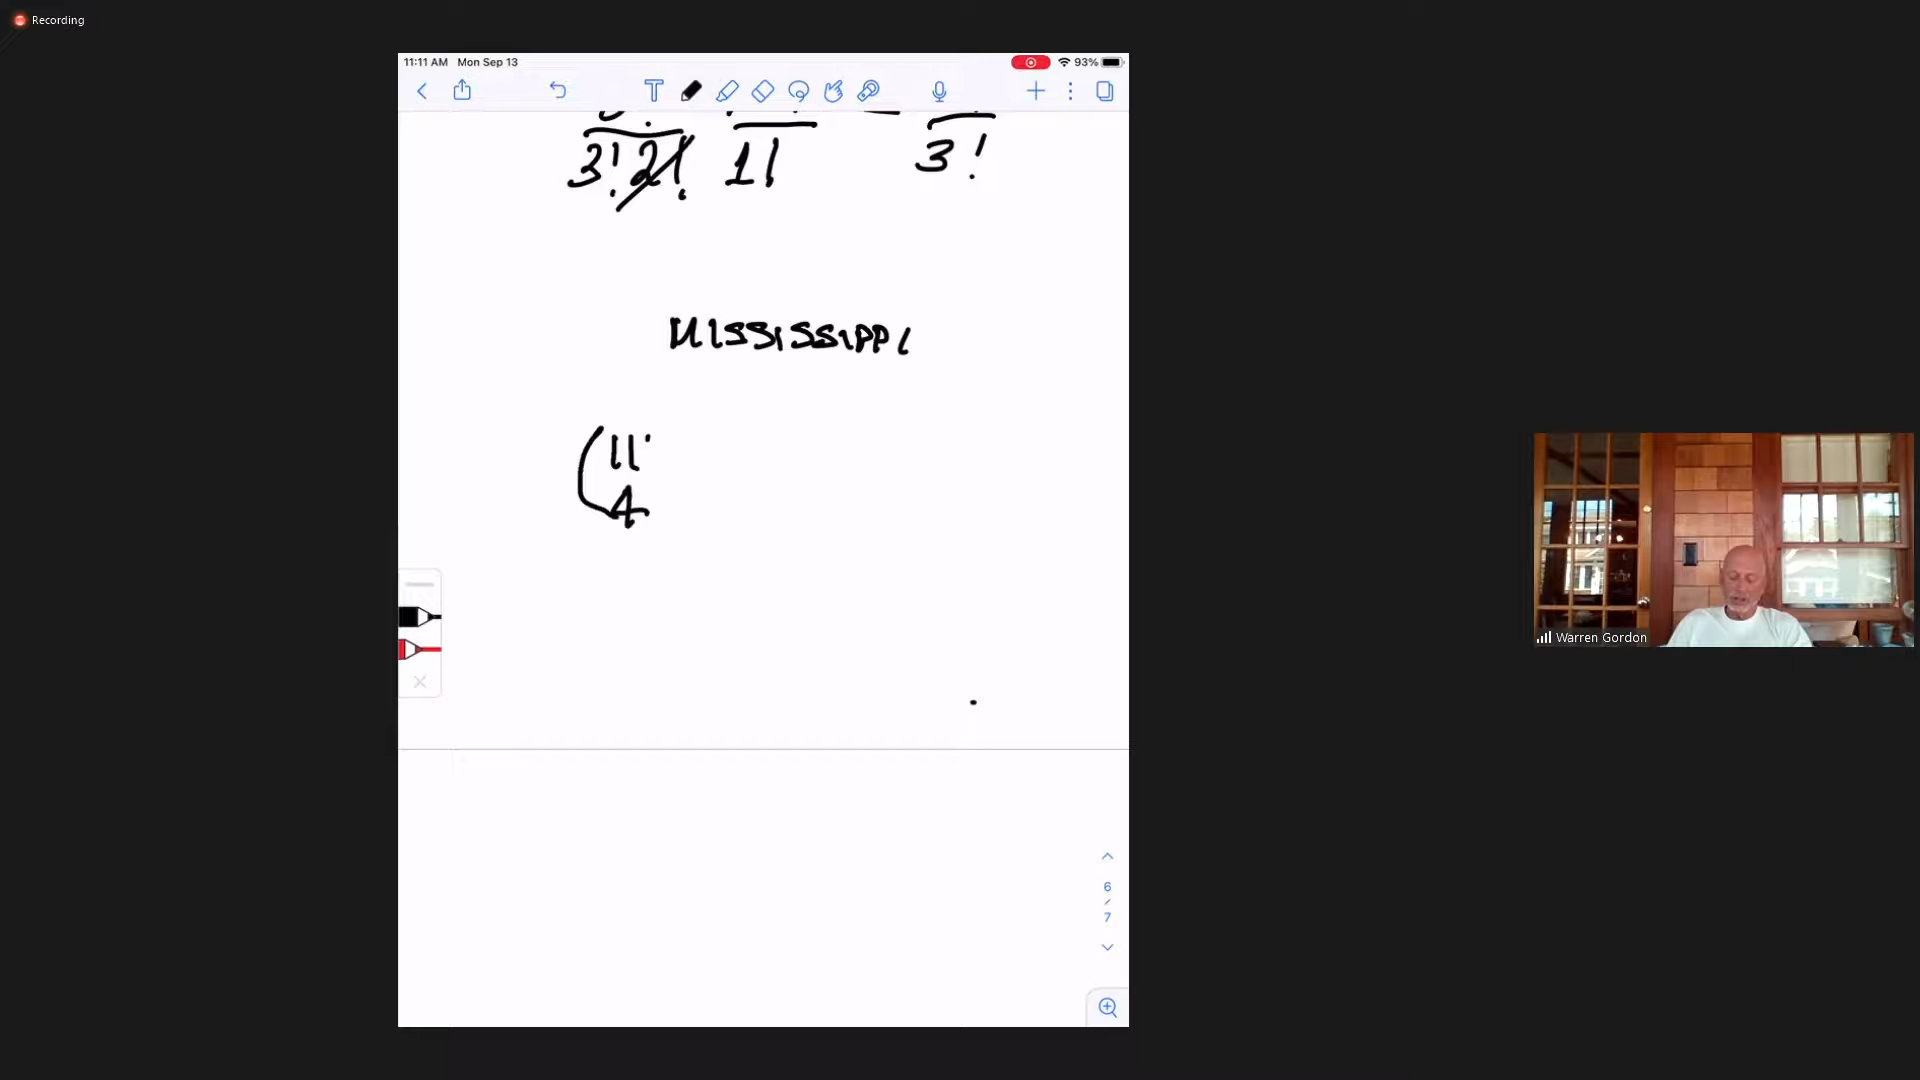 Recording
11:11 AM Mon Sep 13
93%
T
3! 2! 1! 3!
MISSISSIPPI
(11
4
Warren Gordon
6
/
7